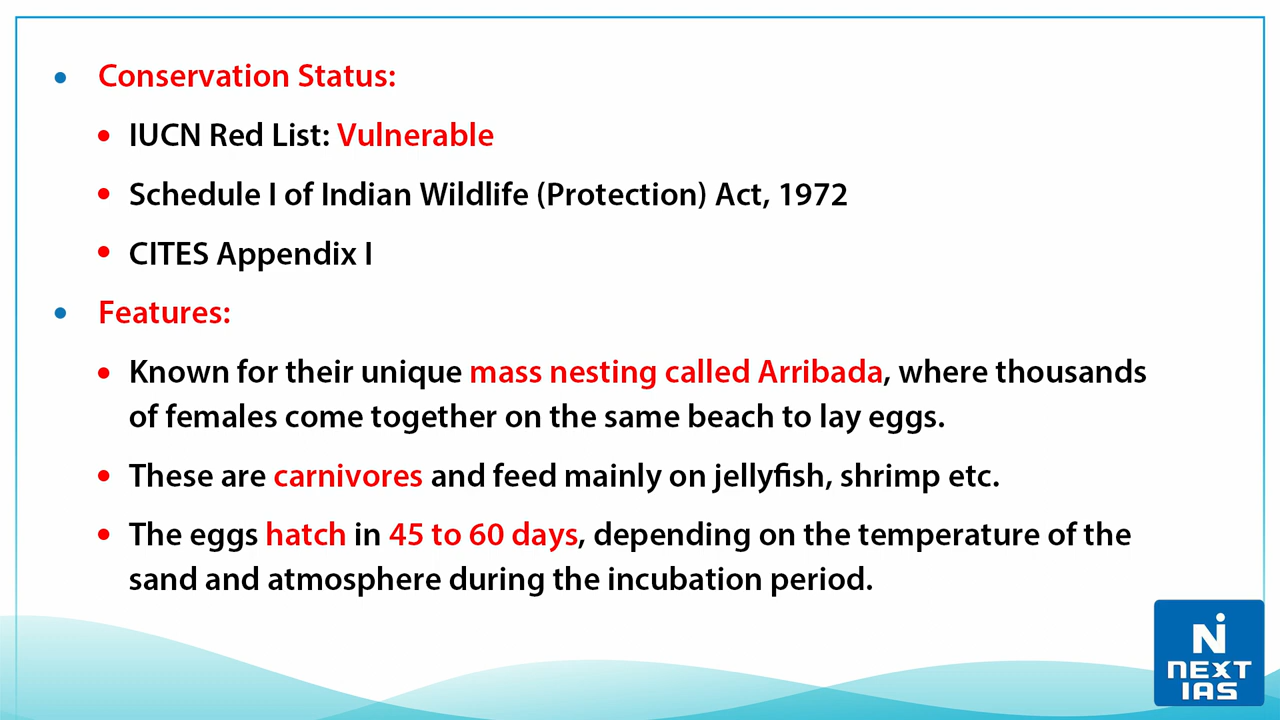 Conservation Status:
IUCN Red List: Vulnerable
Schedule I of Indian Wildlife (Protection) Act, 1972
CITES Appendix I
Features:
Known for their unique mass nesting called Arribada, where thousands
of females come together on the same beach to lay eggs.
These are carnivores and feed mainly on jellyfish, shrimp etc.
The eggs hatch in 45 to 60 days, depending on the temperature of the
sand and atmosphere during the incubation period.
N
NEXT
IAS